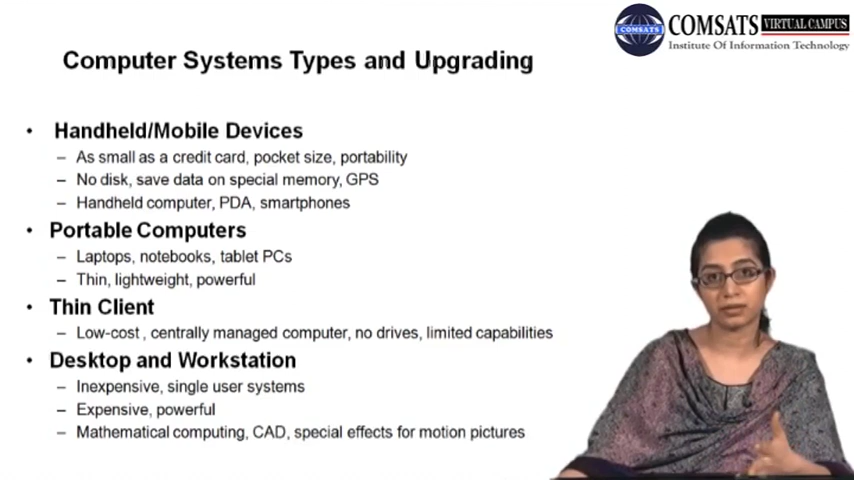 COMSATS VIRTUAL CAMPUS
COMSATS
Institute Of Information Technology
Computer Systems Types and Upgrading
• Handheld/Mobile Devices
– As small as a credit card, pocket size, portability
– No disk, save data on special memory, GPS
– Handheld computer, PDA, smartphones
• Portable Computers
– Laptops, notebooks, tablet PCs
– Thin, lightweight, powerful
• Thin Client
– Low-cost , centrally managed computer, no drives, limited capabilities
• Desktop and Workstation
– Inexpensive, single user systems
– Expensive, powerful
– Mathematical computing, CAD, special effects for motion pictures